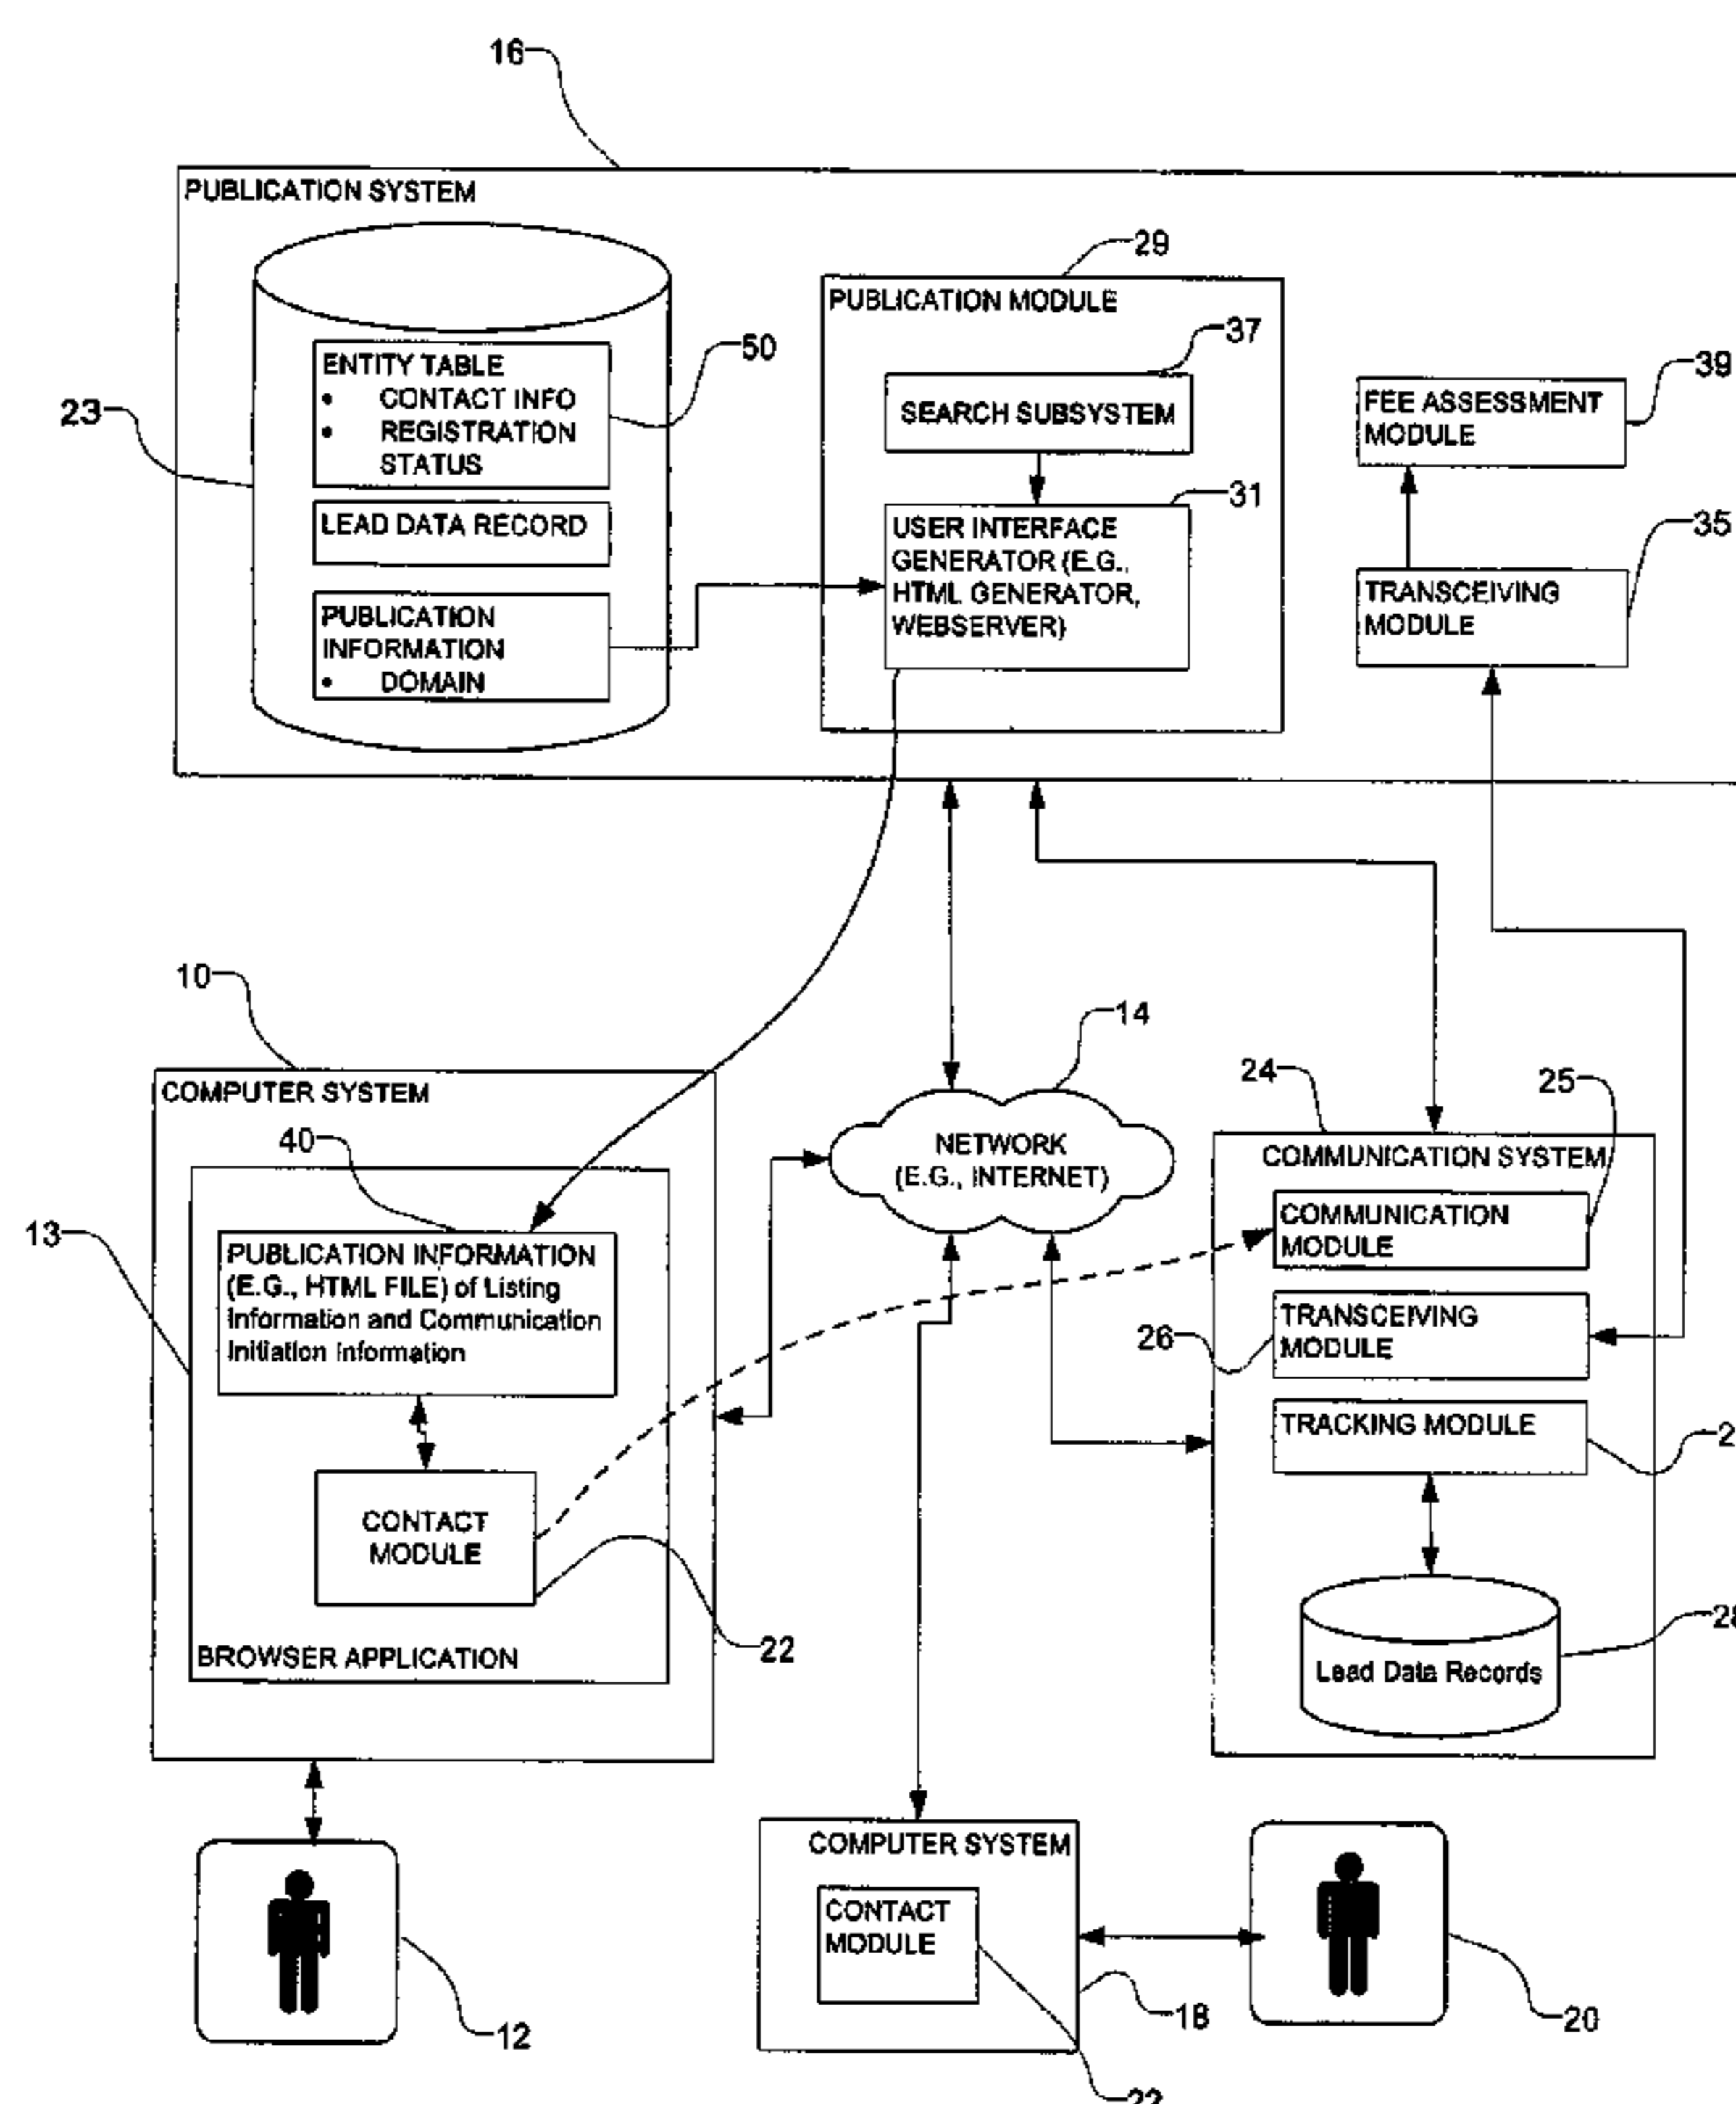 16
PUBLICATION SYSTEM
29
PUBLICATION MODULE
37
50
39
ENTITY TABLE
• CONTACT INFO
• REGISTRATION
STATUS
23
SEARCH SUBSYSTEM
FEE ASSESSMENT
MODULE
31
35
LEAD DATA RECORD
USER INTERFACE
GENERATOR (E.G.,
HTML GENERATOR,
WEBSERVER)
TRANSCEIVING
MODULE
PUBLICATION
INFORMATION
• DOMAIN
10
14
COMPUTER SYSTEM
24
25
40
NETWORK
(E.G., INTERNET)
COMMUNICATION SYSTEM
13
PUBLICATION INFORMATION
(E.G., HTML FILE) of Listing
Information and Communication
Initiation Information
COMMUNICATION
MODULE
26
TRANSCEIVING
MODULE
TRACKING MODULE
CONTACT
MODULE
22
BROWSER APPLICATION
28
Lead Data Records
COMPUTER SYSTEM
CONTACT
MODULE
12
18
20